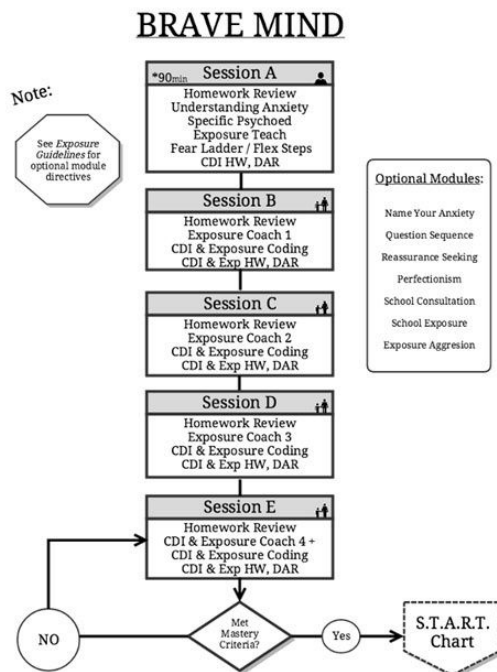 BRAVE MIND
Note:
See Exposure
Guidelines for
optional module
directives
*90min Session A
Homework Review
Understanding Anxiety
Specific Psychoed
Exposure Teach
Fear Ladder / Flex Steps
CDI HW, DAR
Session B
Homework Review
Exposure Coach 1
CDI & Exposure Coding
CDI & Exp HW, DAR
Session C
Homework Review
Exposure Coach 2
CDI & Exposure Coding
CDI & Exp HW, DAR
Session D
Homework Review
Exposure Coach 3
CDI & Exposure Coding
CDI & Exp HW, DAR
Session E
Homework Review
CDI & Exposure Coach 4 +
CDI & Exposure Coding
CDI & Exp HW, DAR
Optional Modules:
Name Your Anxiety
Question Sequence
Reassurance Seeking
Perfectionism
School Consultation
School Exposure
Exposure Aggresion
NO
Met
Mastery
Criteria?
Yes
S.T.A.R.T.
Chart